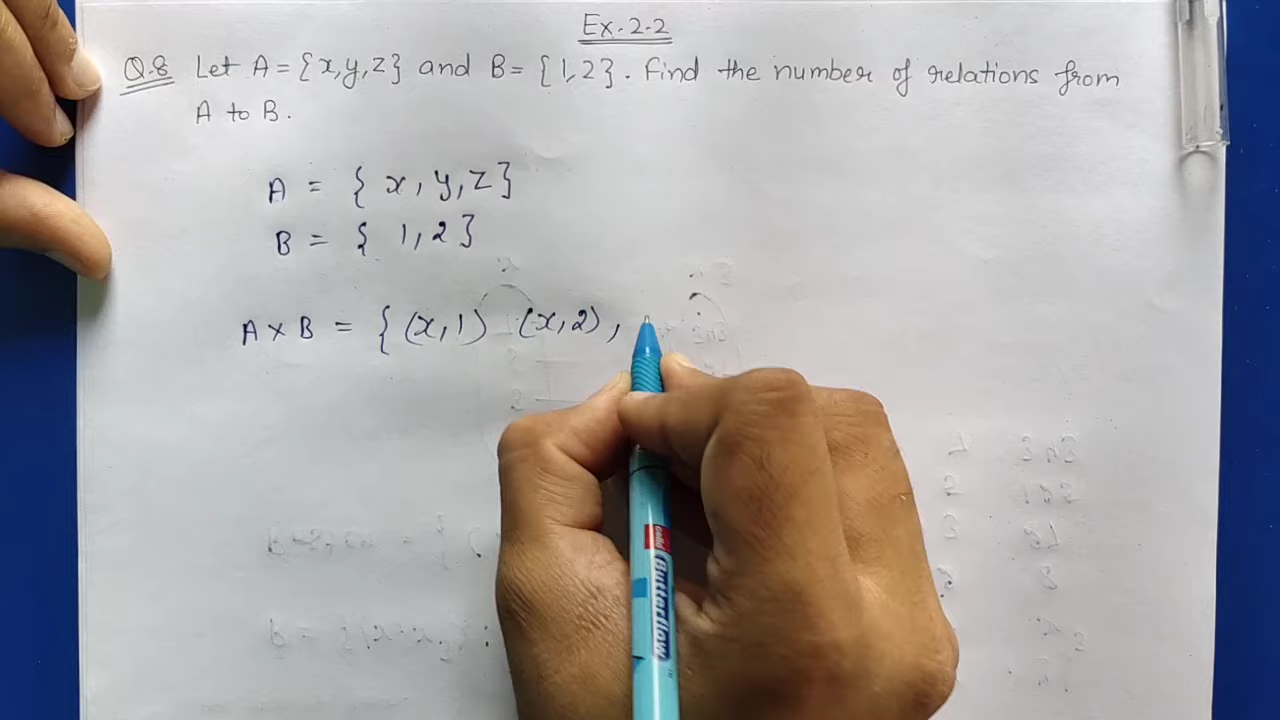 Ex. 2.2
Q.8 Let A = {x, y, z} and B = {1, 2}. Find the number of relations from
A to B.
A = { x, y, z }
B = { 1, 2 }
A × B = { (x, 1) (x, 2),
Butterflow